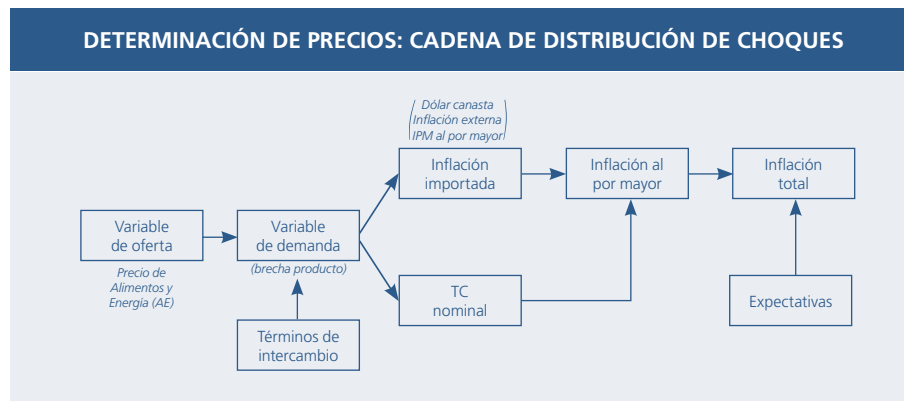 DETERMINACIÓN DE PRECIOS: CADENA DE DISTRIBUCIÓN DE CHOQUES
Dólar canasta
Inflación externa
IPM al por mayor
Inflación
importada
Inflación al
por mayor
Inflación
total
Variable
de oferta
Precio de
Alimentos y
Energía (AE)
Variable
de demanda
(brecha producto)
Términos de
intercambio
TC
nominal
Expectativas